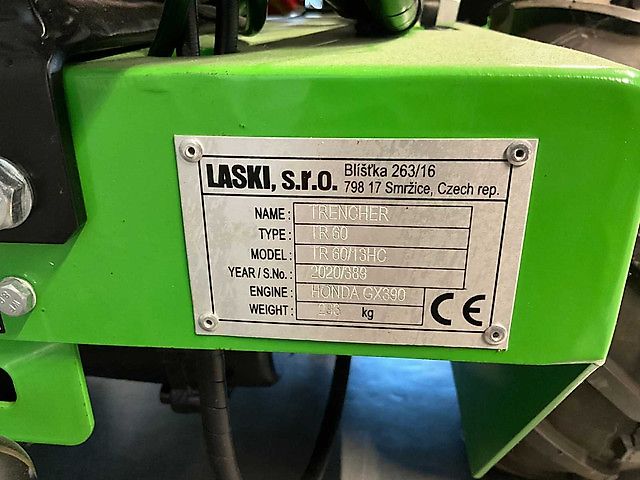 LASKI, s.r.o. Blíšťka 263/16
798 17 Smržice, Czech rep.
NAME: TRENCHER
TYPE: TR 60
MODEL: TR 60/13HC
YEAR / S.No.: 2020/389
ENGINE: HONDA GX390
WEIGHT: kg
CE